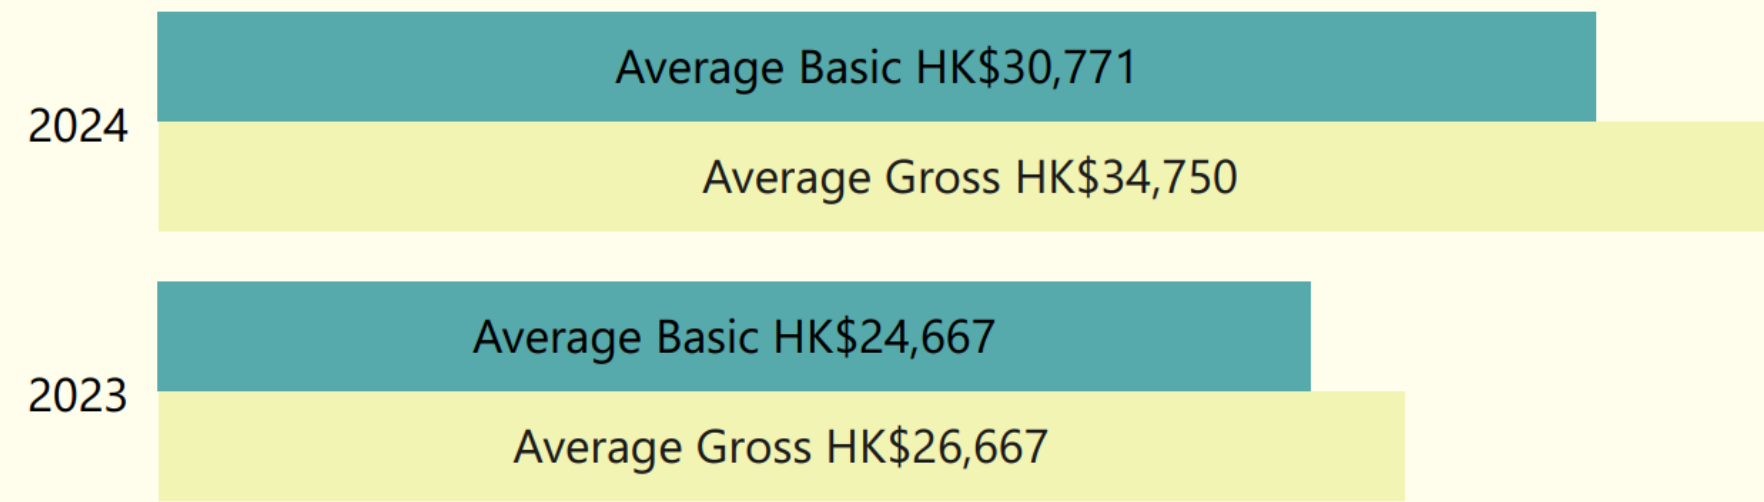 Average Basic HK$30,771
2024
Average Gross HK$34,750
Average Basic HK$24,667
2023
Average Gross HK$26,667